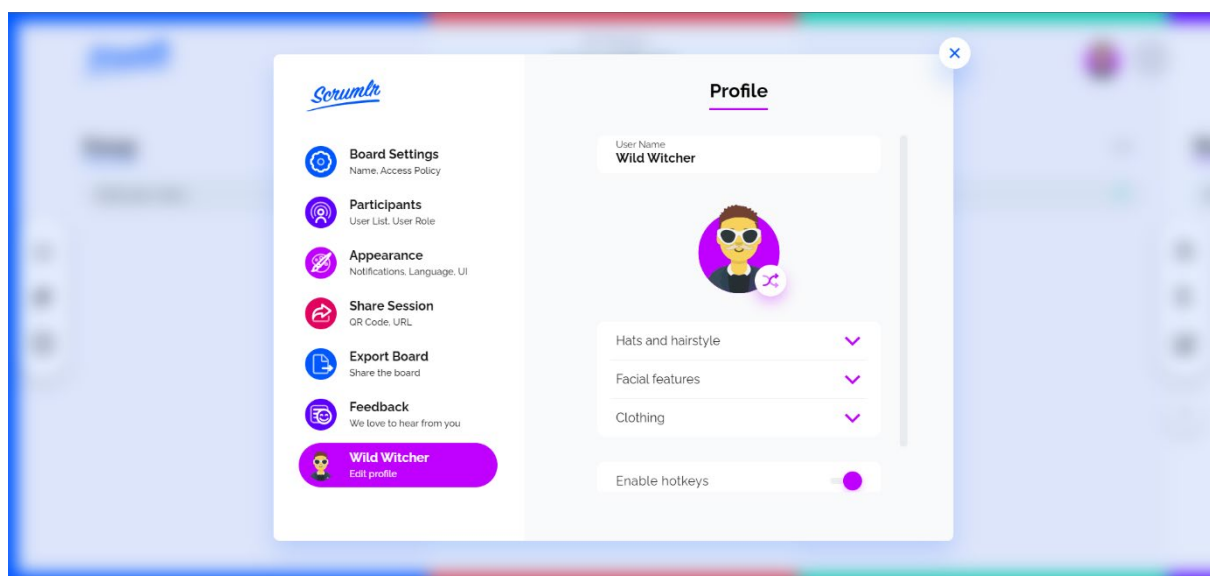 Scrumlr
Board Settings
Name, Access Policy
Participants
User List, User Role
Appearance
Notifications, Language, UI
Share Session
QR Code, URL
Export Board
Share the board
Feedback
We love to hear from you
Wild Witcher
Edit profile
Profile
User Name
Wild Witcher
Hats and hairstyle
Facial features
Clothing
Enable hotkeys